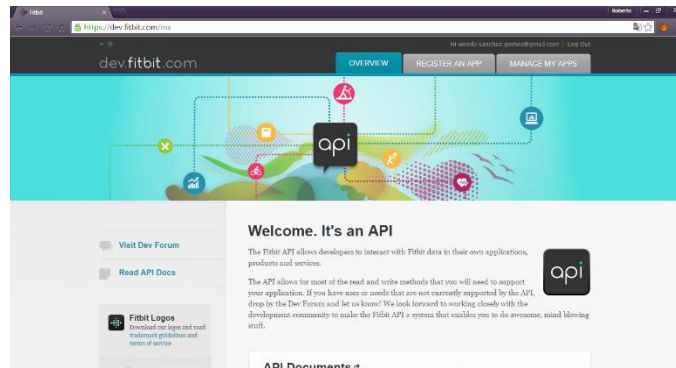 Fitbit
Roberto
https://dev.fitbit.com/mx
Hi wendy sanchez gomez@gmail.com | Log Out
dev.fitbit.com
OVERVIEW
REGISTER AN APP
MANAGE MY APPS
api
Visit Dev Forum
Read API Docs
Fitbit Logos
Download our logos and read
trademark guidelines and
terms of service
Welcome. It's an API
The Fitbit API allows developers to interact with Fitbit data in their own applications,
products and services.
api
The API allows for most of the read and write methods that you will need to support
your application. If you have uses or needs that are not currently supported by the API,
drop by the Dev Forum and let us know! We look forward to working closely with the
development community to make the Fitbit API a system that enables you to do awesome, mind blowing
stuff.
API Documents